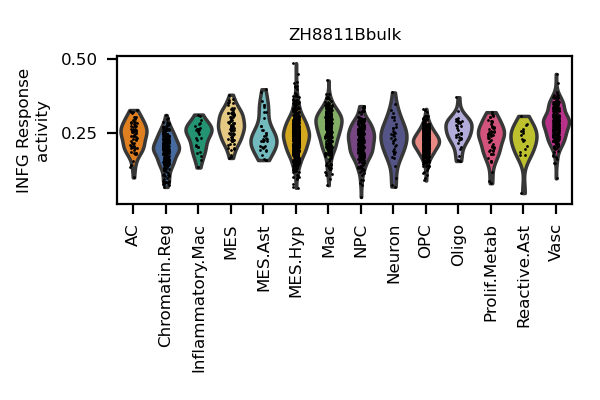 ZH8811Bbulk
INFG Response
activity
0.50
0.25
AC
Chromatin.Reg
Inflammatory.Mac
MES
MES.Ast
MES.Hyp
Mac
NPC
Neuron
OPC
Oligo
Prolif.Metab
Reactive.Ast
Vasc